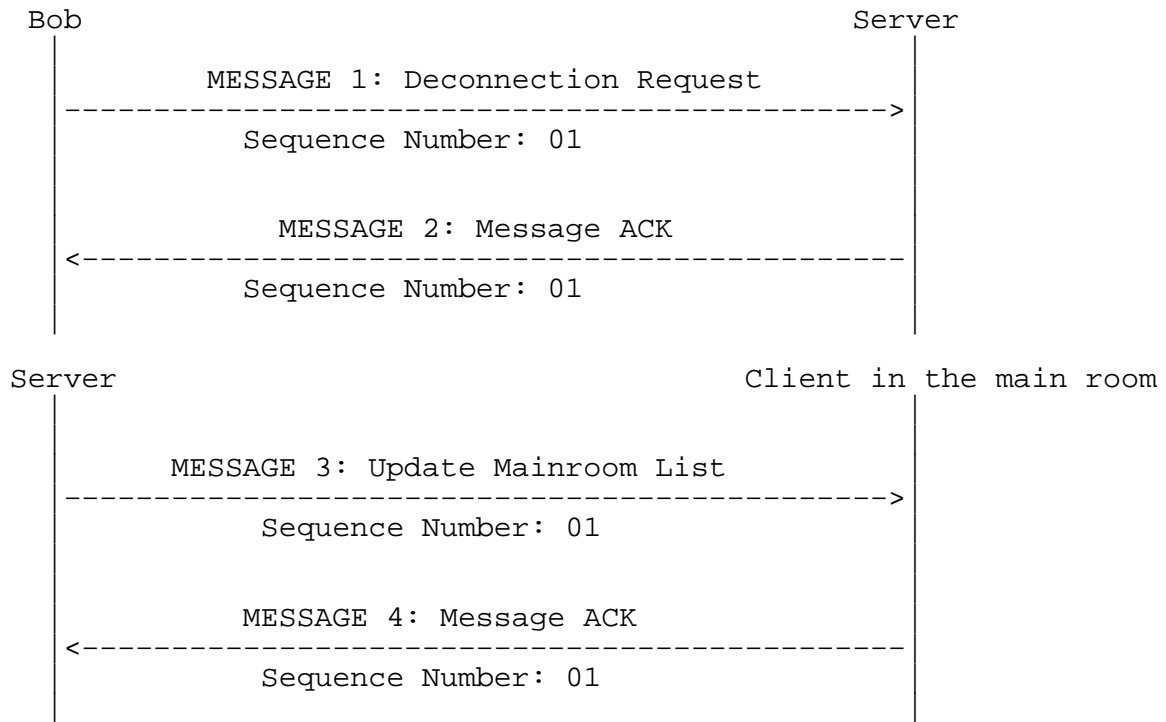 Bob Server
MESSAGE 1: Deconnection Request
Sequence Number: 01
MESSAGE 2: Message ACK
Sequence Number: 01
Server Client in the main room
MESSAGE 3: Update Mainroom List
Sequence Number: 01
MESSAGE 4: Message ACK
Sequence Number: 01